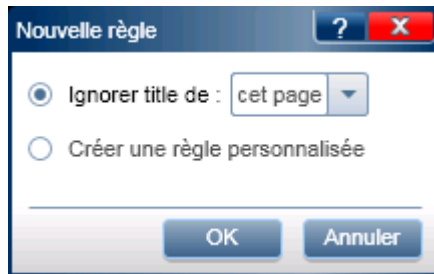 Nouvelle règle ? X
Ignorer title de : cet page
Créer une règle personnalisée
OK Annuler